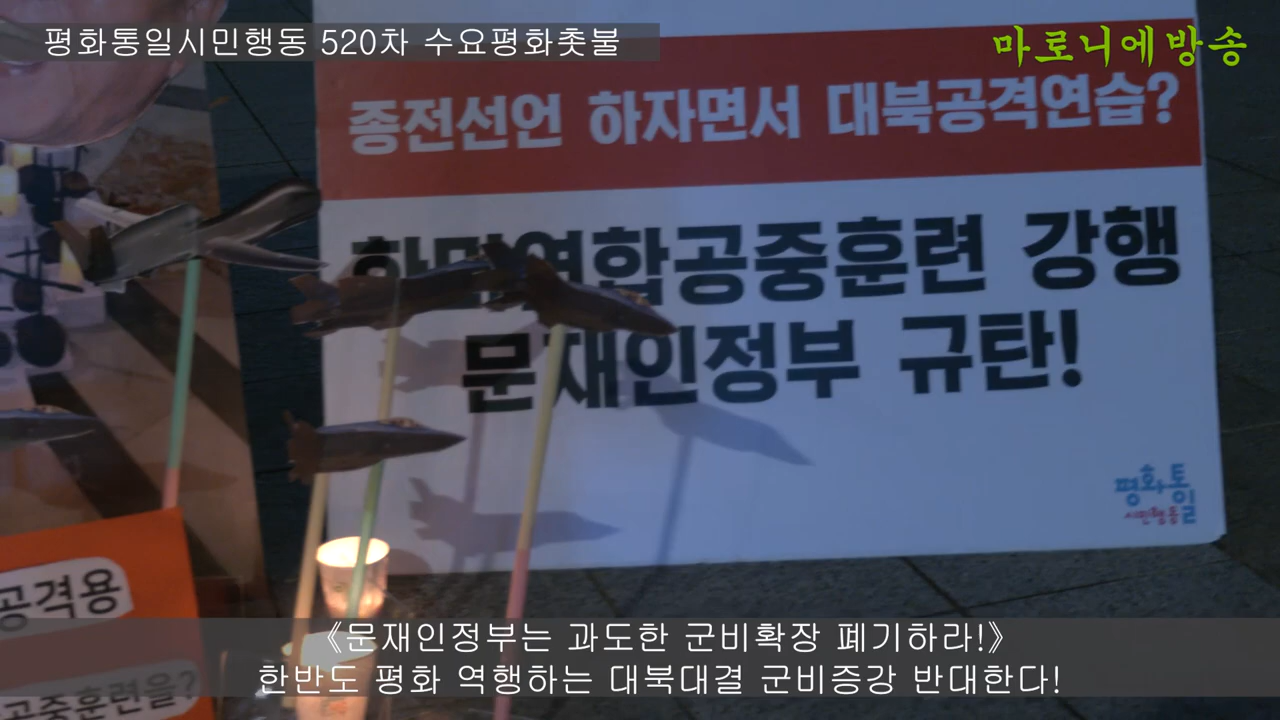 평화통일시민행동 520차 수요평화촛불
마로니에방송
종전선언 하자면서 대북공격연습?
한미연합공중훈련 강행
문재인정부 규탄!
평화통일
시민행동
공격용
공중훈련을?
《문재인정부는 과도한 군비확장 폐기하라!》
한반도 평화 역행하는 대북대결 군비증강 반대한다!